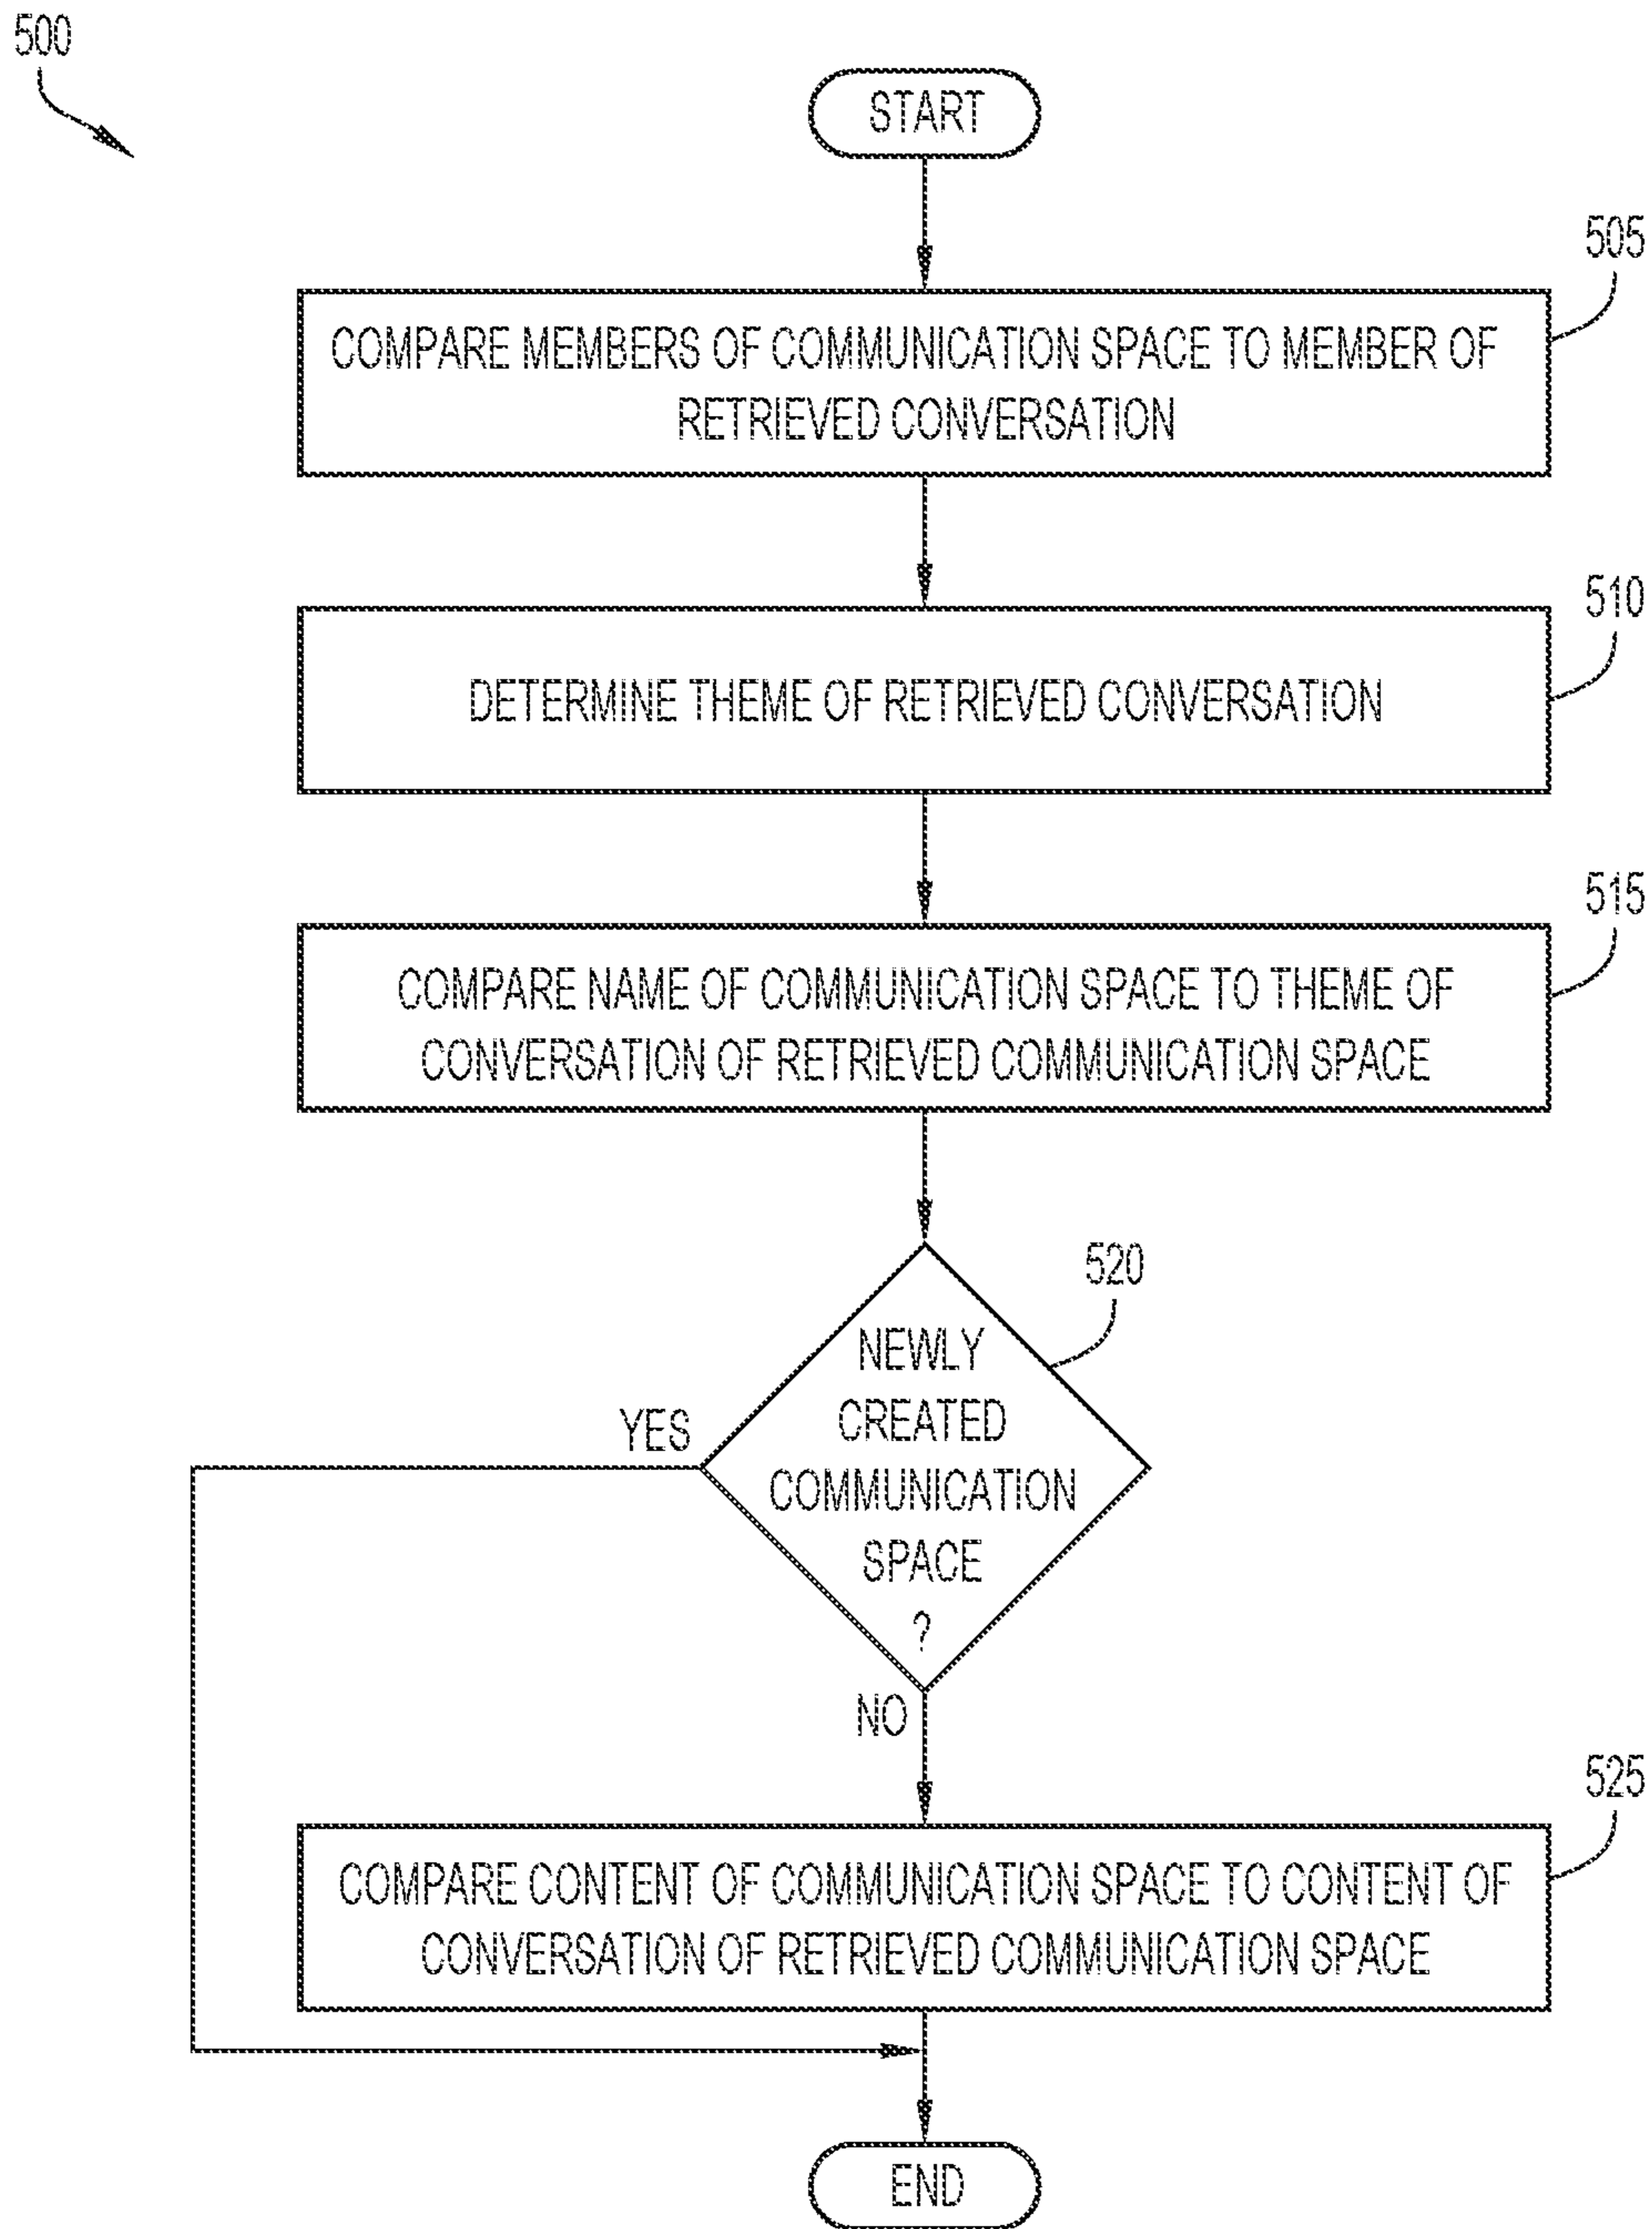 500
START
505
COMPARE MEMBERS OF COMMUNICATION SPACE TO MEMBER OF
RETRIEVED CONVERSATION
510
DETERMINE THEME OF RETRIEVED CONVERSATION
515
COMPARE NAME OF COMMUNICATION SPACE TO THEME OF
CONVERSATION OF RETRIEVED COMMUNICATION SPACE
520
NEWLY
CREATED
COMMUNICATION
SPACE
?
YES
NO
525
COMPARE CONTENT OF COMMUNICATION SPACE TO CONTENT OF
CONVERSATION OF RETRIEVED COMMUNICATION SPACE
END